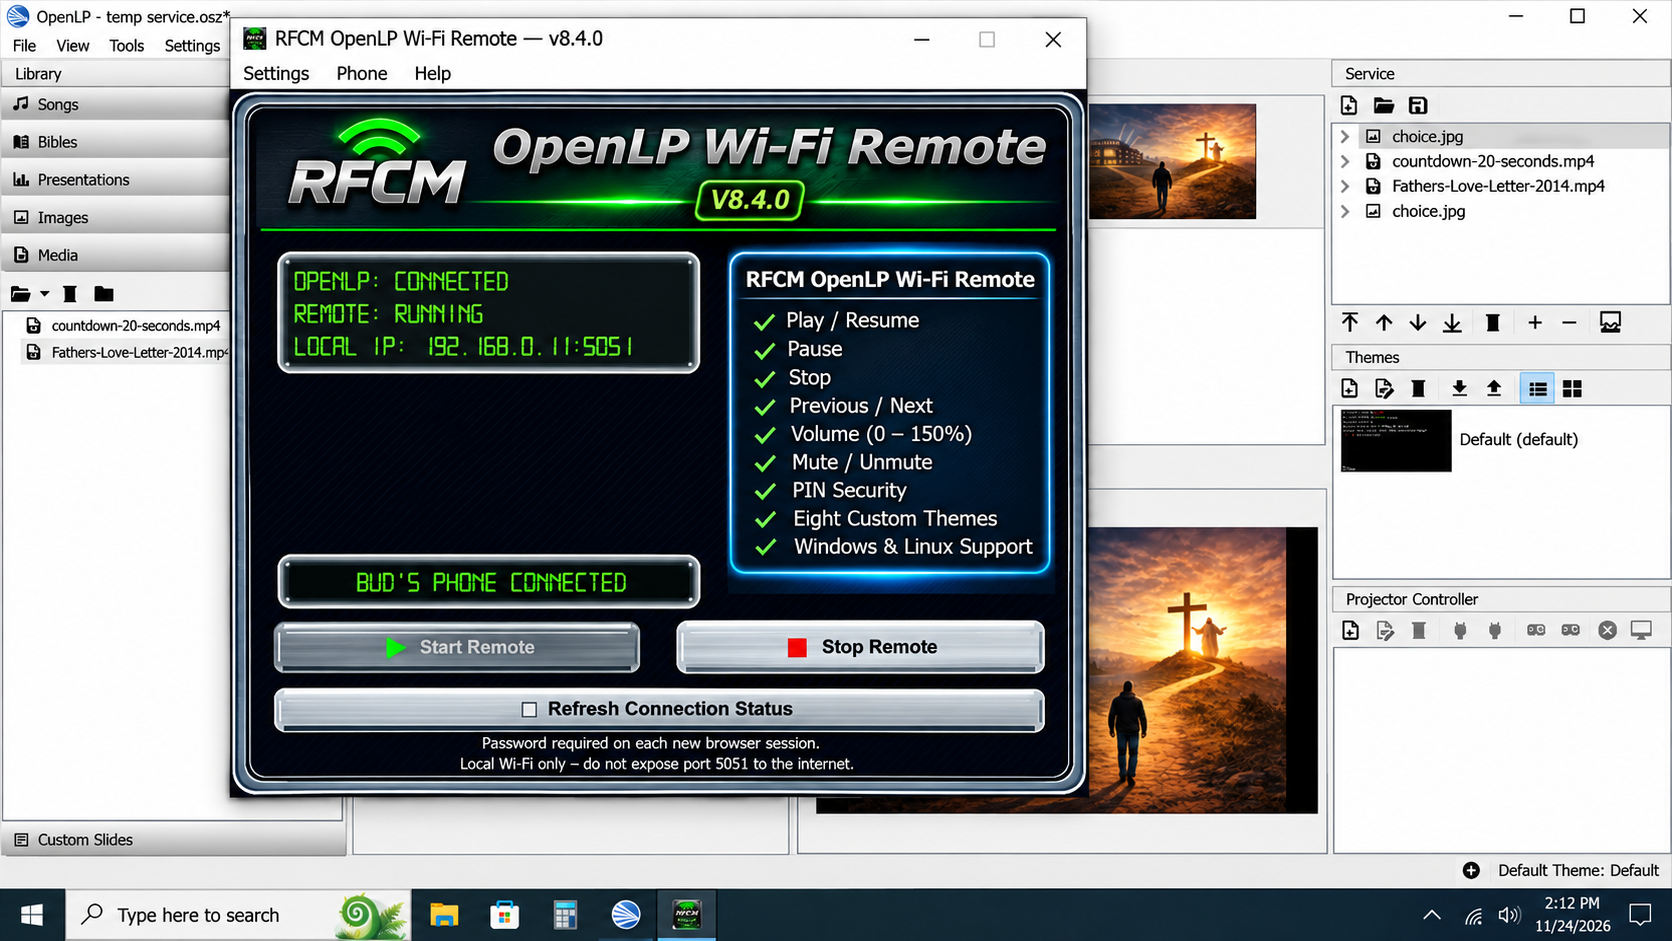 OpenLP - temp service.osz*
File View Tools Settings
Library
Songs
Bibles
Presentations
Images
Media
countdown-20-seconds.mp4
Fathers-Love-Letter-2014.mp4
Custom Slides
RFCM OpenLP Wi-Fi Remote — v8.4.0
Settings Phone Help
RFCM
OpenLP Wi-Fi Remote
V8.4.0
OPENLP: CONNECTED
REMOTE: RUNNING
LOCAL IP: 192.168.0.11:5051
RFCM OpenLP Wi-Fi Remote
Play / Resume
Pause
Stop
Previous / Next
Volume (0 – 150%)
Mute / Unmute
PIN Security
Eight Custom Themes
Windows & Linux Support
BUD'S PHONE CONNECTED
Start Remote
Stop Remote
Refresh Connection Status
Password required on each new browser session.
Local Wi-Fi only – do not expose port 5051 to the internet.
Service
choice.jpg
countdown-20-seconds.mp4
Fathers-Love-Letter-2014.mp4
choice.jpg
Themes
Default (default)
Projector Controller
Default Theme: Default
Type here to search
RFCM
2:12 PM
11/24/2026